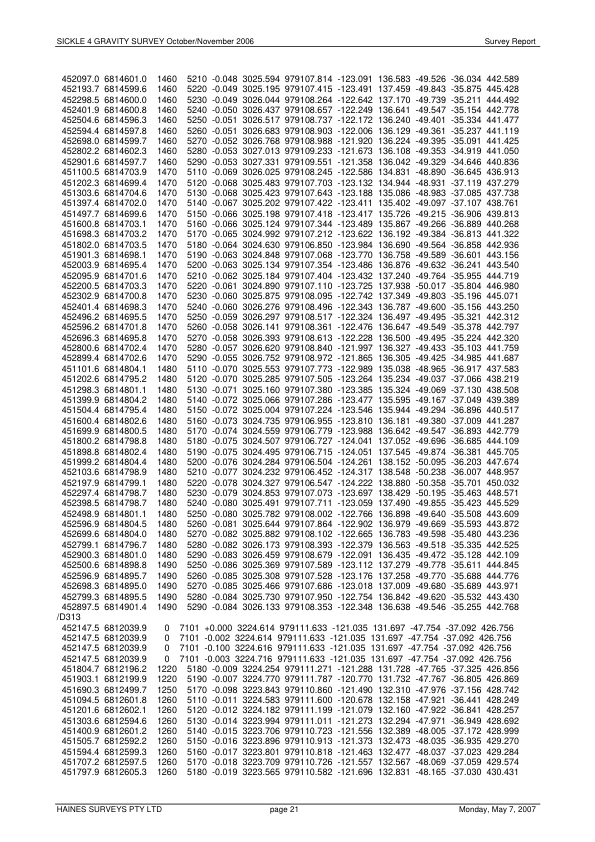 SICKLE 4 GRAVITY SURVEY October/November 2006 Survey Report
452097.0 6814601.0 1460 5210 -0.048 3025.594 979107.814 -123.091 136.583 -49.526 -36.034 442.589
452193.7 6814599.6 1460 5220 -0.049 3025.195 979107.415 -123.491 137.459 -49.843 -35.875 445.428
452298.5 6814600.0 1460 5230 -0.049 3026.044 979108.264 -122.642 137.170 -49.739 -35.211 444.492
452401.9 6814600.8 1460 5240 -0.050 3026.437 979108.657 -122.249 136.641 -49.547 -35.154 442.778
452504.6 6814596.3 1460 5250 -0.051 3026.517 979108.737 -122.172 136.240 -49.401 -35.334 441.477
452594.4 6814597.8 1460 5260 -0.051 3026.683 979108.903 -122.006 136.129 -49.361 -35.237 441.119
452698.0 6814599.7 1460 5270 -0.052 3026.768 979108.988 -121.920 136.224 -49.395 -35.091 441.425
452802.2 6814602.3 1460 5280 -0.053 3027.013 979109.233 -121.673 136.108 -49.353 -34.919 441.050
452901.6 6814597.7 1460 5290 -0.053 3027.331 979109.551 -121.358 136.042 -49.329 -34.646 440.836
451100.5 6814703.9 1470 5110 -0.069 3026.025 979108.245 -122.586 134.831 -48.890 -36.645 436.913
451202.3 6814699.4 1470 5120 -0.068 3025.483 979107.703 -123.132 134.944 -48.931 -37.119 437.279
451303.6 6814704.6 1470 5130 -0.068 3025.423 979107.643 -123.188 135.086 -48.983 -37.085 437.738
451397.4 6814702.0 1470 5140 -0.067 3025.202 979107.422 -123.411 135.402 -49.097 -37.107 438.761
451497.7 6814699.6 1470 5150 -0.066 3025.198 979107.418 -123.417 135.726 -49.215 -36.906 439.813
451600.8 6814703.1 1470 5160 -0.066 3025.124 979107.344 -123.489 135.867 -49.266 -36.889 440.268
451698.3 6814703.2 1470 5170 -0.065 3024.992 979107.212 -123.622 136.192 -49.384 -36.813 441.322
451802.0 6814703.5 1470 5180 -0.064 3024.630 979106.850 -123.984 136.690 -49.564 -36.858 442.936
451901.3 6814698.1 1470 5190 -0.063 3024.848 979107.068 -123.770 136.758 -49.589 -36.601 443.156
452003.9 6814695.4 1470 5200 -0.063 3025.134 979107.354 -123.486 136.876 -49.632 -36.241 443.540
452095.9 6814701.6 1470 5210 -0.062 3025.184 979107.404 -123.432 137.240 -49.764 -35.955 444.719
452200.5 6814703.3 1470 5220 -0.061 3024.890 979107.110 -123.725 137.938 -50.017 -35.804 446.980
452302.9 6814700.8 1470 5230 -0.060 3025.875 979108.095 -122.742 137.349 -49.803 -35.196 445.071
452401.4 6814698.3 1470 5240 -0.060 3026.276 979108.496 -122.343 136.787 -49.600 -35.156 443.250
452496.2 6814695.5 1470 5250 -0.059 3026.297 979108.517 -122.324 136.497 -49.495 -35.321 442.312
452596.2 6814701.8 1470 5260 -0.058 3026.141 979108.361 -122.476 136.647 -49.549 -35.378 442.797
452696.3 6814695.8 1470 5270 -0.058 3026.393 979108.613 -122.228 136.500 -49.495 -35.224 442.320
452800.6 6814702.4 1470 5280 -0.057 3026.620 979108.840 -121.997 136.327 -49.433 -35.103 441.759
452899.4 6814702.6 1470 5290 -0.055 3026.752 979108.972 -121.865 136.305 -49.425 -34.985 441.687
451101.6 6814804.1 1480 5110 -0.070 3025.553 979107.773 -122.989 135.038 -48.965 -36.917 437.583
451202.6 6814795.2 1480 5120 -0.070 3025.285 979107.505 -123.264 135.234 -49.037 -37.066 438.219
451298.3 6814801.1 1480 5130 -0.071 3025.160 979107.380 -123.385 135.324 -49.069 -37.130 438.508
451399.9 6814804.2 1480 5140 -0.072 3025.066 979107.286 -123.477 135.595 -49.167 -37.049 439.389
451504.4 6814795.4 1480 5150 -0.072 3025.004 979107.224 -123.546 135.944 -49.294 -36.896 440.517
451600.4 6814802.6 1480 5160 -0.073 3024.735 979106.955 -123.810 136.181 -49.380 -37.009 441.287
451699.6 6814800.5 1480 5170 -0.074 3024.559 979106.779 -123.988 136.642 -49.547 -36.893 442.779
451800.2 6814798.8 1480 5180 -0.075 3024.507 979106.727 -124.041 137.052 -49.696 -36.685 444.109
451898.8 6814802.4 1480 5190 -0.075 3024.495 979106.715 -124.051 137.545 -49.874 -36.381 445.705
451999.2 6814804.4 1480 5200 -0.076 3024.284 979106.504 -124.261 138.152 -50.095 -36.203 447.674
452103.6 6814798.9 1480 5210 -0.077 3024.232 979106.452 -124.317 138.548 -50.238 -36.007 448.957
452197.9 6814799.1 1480 5220 -0.078 3024.327 979106.547 -124.222 138.880 -50.358 -35.701 450.032
452297.4 6814798.7 1480 5230 -0.079 3024.853 979107.073 -123.697 138.429 -50.195 -35.463 448.571
452398.5 6814798.7 1480 5240 -0.080 3025.491 979107.711 -123.059 137.490 -49.855 -35.423 445.529
452498.9 6814801.1 1480 5250 -0.080 3025.782 979108.002 -122.766 136.898 -49.640 -35.508 443.609
452596.9 6814804.5 1480 5260 -0.081 3025.644 979107.864 -122.902 136.979 -49.669 -35.593 443.872
452699.6 6814804.0 1480 5270 -0.082 3025.882 979108.102 -122.665 136.783 -49.598 -35.480 443.236
452799.1 6814796.7 1480 5280 -0.082 3026.173 979108.393 -122.379 136.563 -49.518 -35.335 442.525
452900.3 6814801.0 1480 5290 -0.083 3026.459 979108.679 -122.091 136.435 -49.472 -35.128 442.109
452500.6 6814898.8 1490 5250 -0.086 3025.369 979107.589 -123.112 137.279 -49.778 -35.611 444.845
452596.9 6814895.7 1490 5260 -0.085 3025.308 979107.528 -123.176 137.258 -49.770 -35.688 444.776
452698.3 6814895.0 1490 5270 -0.085 3025.466 979107.686 -123.018 137.009 -49.680 -35.689 443.971
452799.3 6814895.3 1490 5280 -0.084 3025.730 979107.950 -122.754 136.842 -49.620 -35.532 443.430
452897.5 6814901.4 1490 5290 -0.084 3026.133 979108.353 -122.348 136.638 -49.546 -35.255 442.768
/D313
452147.5 6812039.9 0 7101 +0.000 3224.614 979111.633 -121.035 131.697 -47.754 -37.092 426.756
452147.5 6812039.9 0 7101 -0.002 3224.614 979111.633 -121.035 131.697 -47.754 -37.092 426.756
452147.5 6812039.9 0 7101 -0.100 3224.616 979111.633 -121.035 131.697 -47.754 -37.092 426.756
452147.5 6812039.9 0 7101 -0.003 3224.716 979111.633 -121.035 131.697 -47.754 -37.092 426.756
451804.7 6812196.2 1220 5180 -0.009 3224.254 979111.271 -121.288 131.728 -47.765 -37.325 426.856
451903.1 6812199.9 1220 5190 -0.007 3224.770 979111.787 -120.770 131.732 -47.767 -36.805 426.869
451690.3 6812499.7 1250 5170 -0.098 3223.843 979110.860 -121.490 132.310 -47.976 -37.156 428.742
451094.5 6812601.8 1260 5110 -0.011 3224.583 979111.600 -120.678 132.158 -47.921 -36.441 428.249
451201.6 6812602.1 1260 5120 -0.012 3224.182 979111.199 -121.079 132.160 -47.922 -36.841 428.257
451303.6 6812594.6 1260 5130 -0.014 3223.994 979111.011 -121.273 132.294 -47.971 -36.949 428.692
451400.9 6812601.2 1260 5140 -0.015 3223.706 979110.723 -121.556 132.389 -48.005 -37.172 428.999
451505.7 6812592.2 1260 5150 -0.016 3223.896 979110.913 -121.373 132.473 -48.035 -36.935 429.270
451594.4 6812599.3 1260 5160 -0.017 3223.801 979110.818 -121.463 132.477 -48.037 -37.023 429.284
451707.2 6812597.5 1260 5170 -0.018 3223.709 979110.726 -121.557 132.567 -48.069 -37.059 429.574
451797.9 6812605.3 1260 5180 -0.019 3223.565 979110.582 -121.696 132.831 -48.165 -37.030 430.431
HAINES SURVEYS PTY LTD page 21 Monday, May 7, 2007